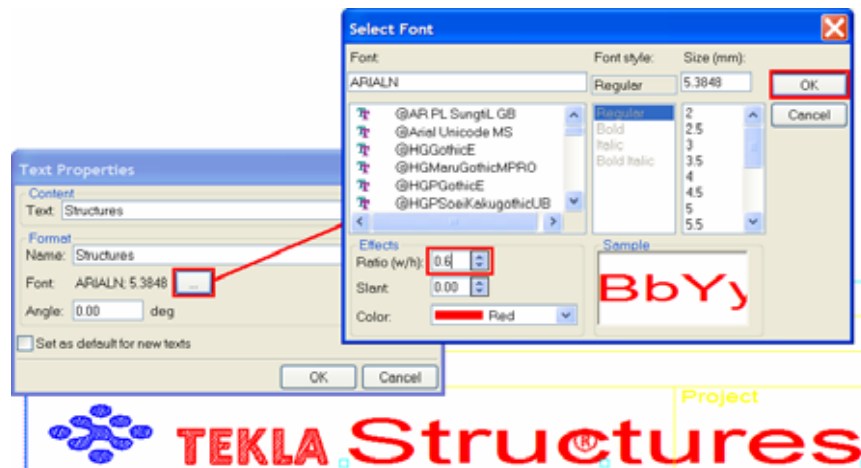 Select Font
Font:
Font style:
Size (mm):
ARIALN
Regular
5.3848
OK
Cancel
@AR PL SungtiL GB
@Arial Unicode MS
@HGGothicE
@HGMaruGothicMPRO
@HGPGothicE
@HGPSoeiKakugothicUB
Regular
Bold
Italic
Bold Italic
2
2.5
3
3.5
4
4.5
5
5.5
Effects
Ratio (w/h): 0.6
Slant: 0.00
Color: Red
Sample
BbYy
Text Properties
Content
Text: Structures
Format
Name: Structures
Font: ARIALN: 5.3848 ...
Angle: 0.00 deg
Set as default for new texts
OK Cancel
Project
TEKLA Structures
®